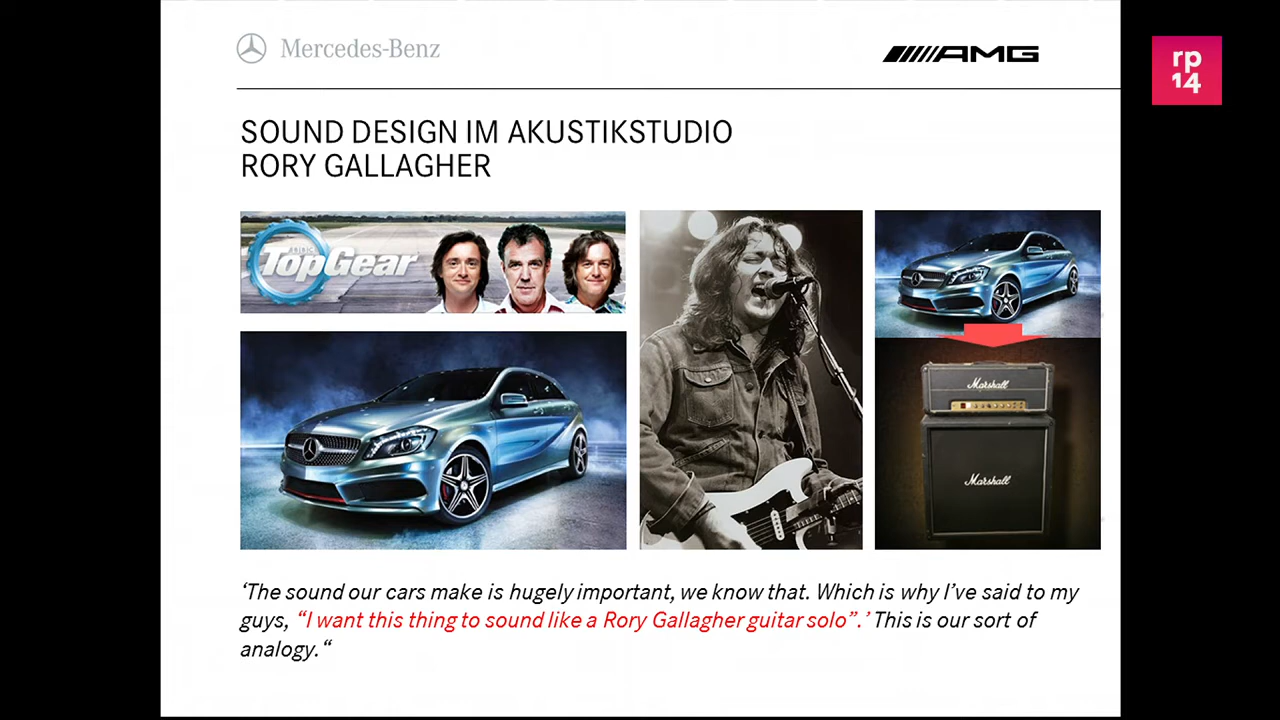 Mercedes-Benz
AMG
rp
14
SOUND DESIGN IM AKUSTIKSTUDIO
RORY GALLAGHER
BBC
TopGear
Marshall
Marshall
‘The sound our cars make is hugely important, we know that. Which is why I’ve said to my
guys, “I want this thing to sound like a Rory Gallagher guitar solo”.’ This is our sort of
analogy.“